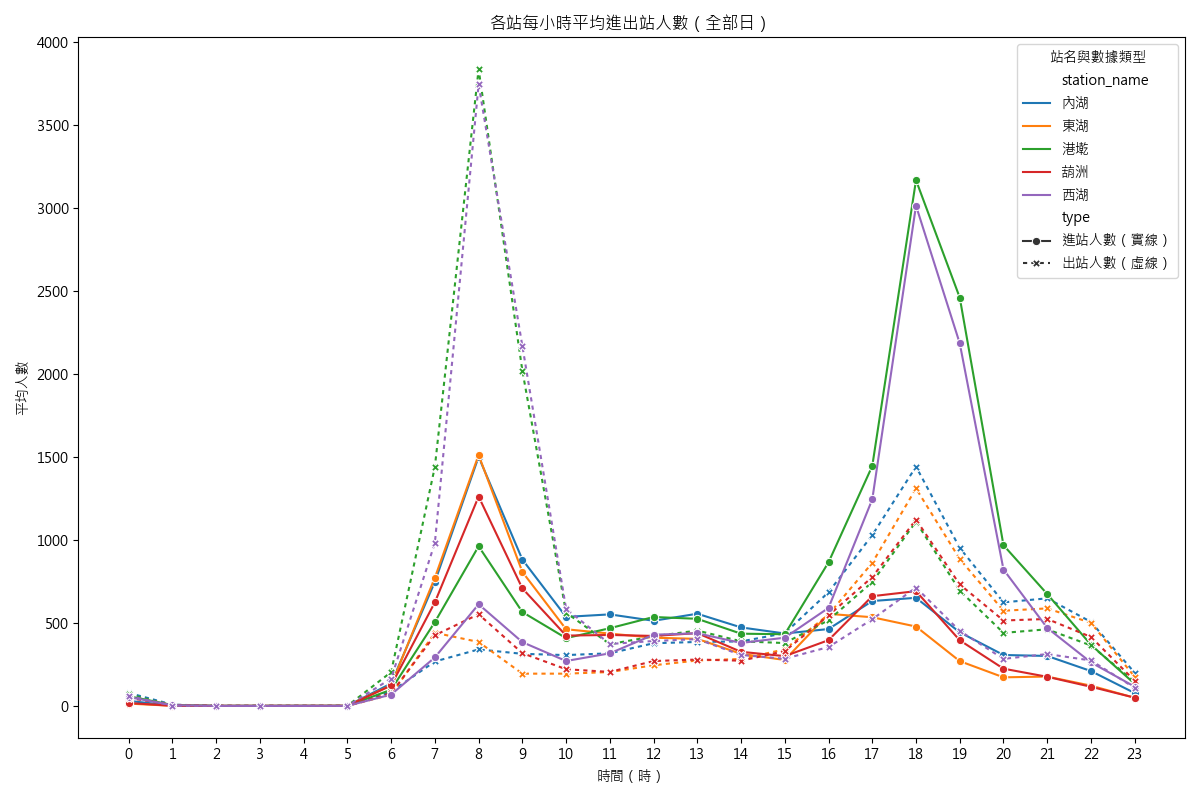 各站每小時平均進出站人數（全部日）
4000
3500
3000
2500
2000
1500
1000
500
0
平均人數
0 1 2 3 4 5 6 7 8 9 10 11 12 13 14 15 16 17 18 19 20 21 22 23
時間（時）
站名與數據類型
station_name
內湖
東湖
港墘
葫洲
西湖
type
進站人數（實線）
出站人數（虛線）